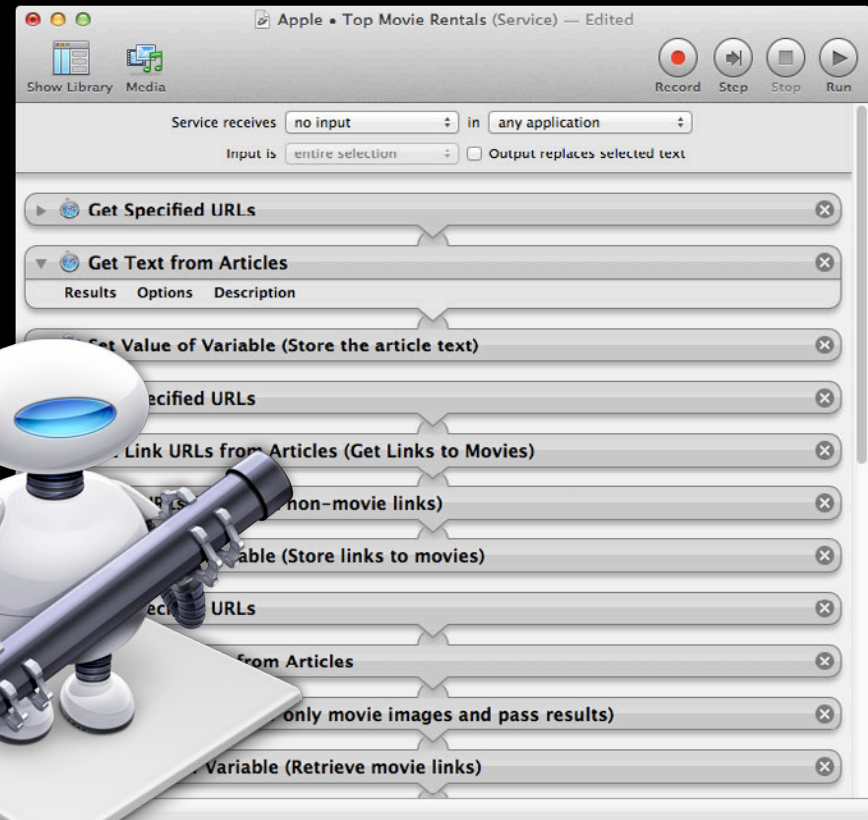 Apple • Top Movie Rentals (Service) — Edited
Show Library Media Record Step Stop Run
Service receives no input in any application
Input is entire selection Output replaces selected text
Get Specified URLs
Get Text from Articles
Results Options Description
Set Value of Variable (Store the article text)
URLs
Link URLs from Articles (Get Links to Movies)
non-movie links)
(Store links to movies)
URLs
from Articles
only movie images and pass results)
Variable (Retrieve movie links)